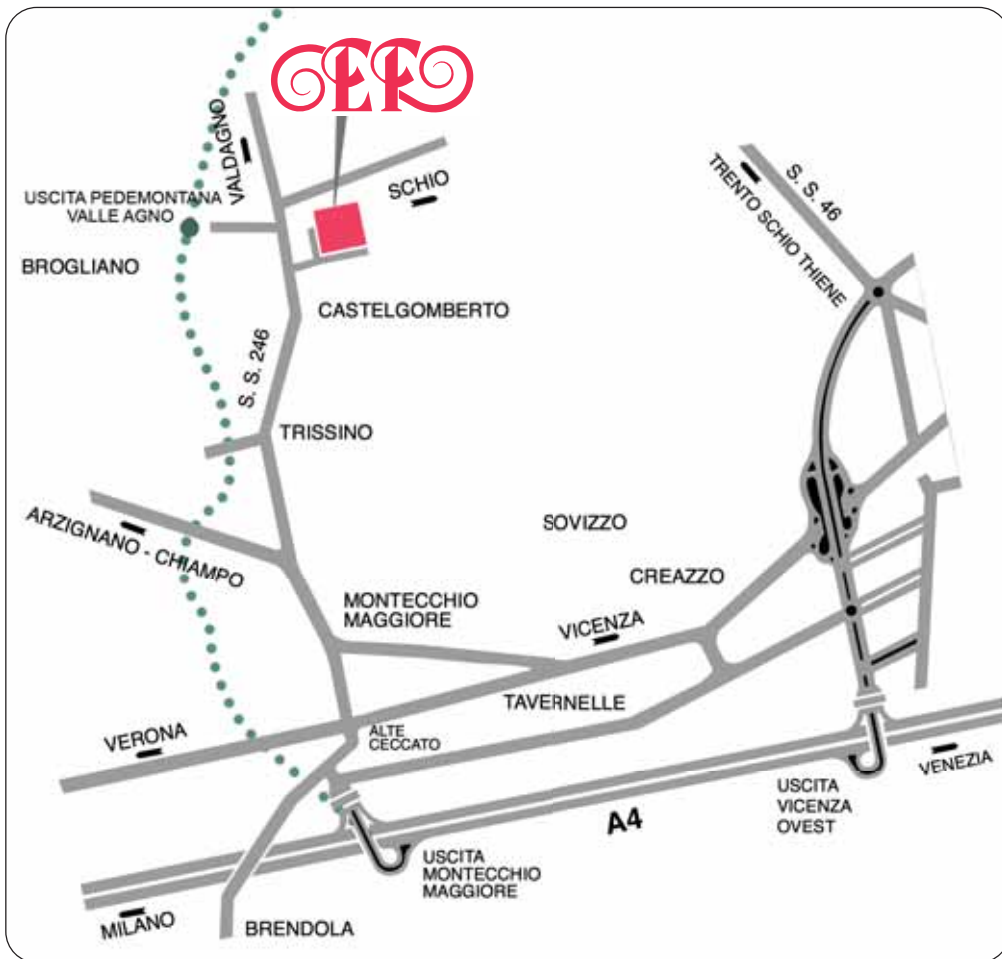 CEF
VALDAGNO
SCHIO
USCITA PEDEMONTANA
VALLE AGNO
BROGLIANO
CASTELGOMBERTO
S. S. 246
TRISSINO
ARZIGNANO - CHIAMPO
TRENTO SCHIO THIENE
S. S. 46
SOVIZZO
CREAZZO
MONTECCHIO
MAGGIORE
VICENZA
TAVERNELLE
VERONA
ALTE
CECCATO
VENEZIA
USCITA
VICENZA
OVEST
A4
USCITA
MONTECCHIO
MAGGIORE
MILANO
BRENDOLA